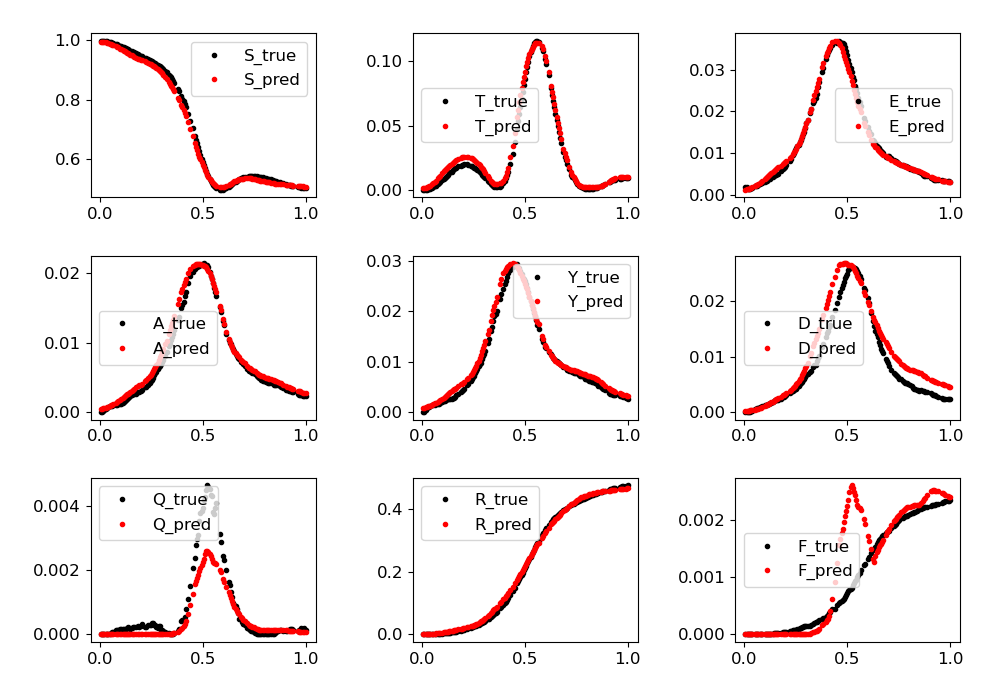 1.0
0.8
0.6
0.0 0.5 1.0
S_true
S_pred
0.10
0.05
0.00
0.0 0.5 1.0
T_true
T_pred
0.03
0.02
0.01
0.00
0.0 0.5 1.0
E_true
E_pred
0.02
0.01
0.00
0.0 0.5 1.0
A_true
A_pred
0.03
0.02
0.01
0.00
0.0 0.5 1.0
Y_true
Y_pred
0.02
0.01
0.00
0.0 0.5 1.0
D_true
D_pred
0.004
0.002
0.000
0.0 0.5 1.0
Q_true
Q_pred
0.4
0.2
0.0
0.0 0.5 1.0
R_true
R_pred
0.002
0.001
0.000
0.0 0.5 1.0
F_true
F_pred